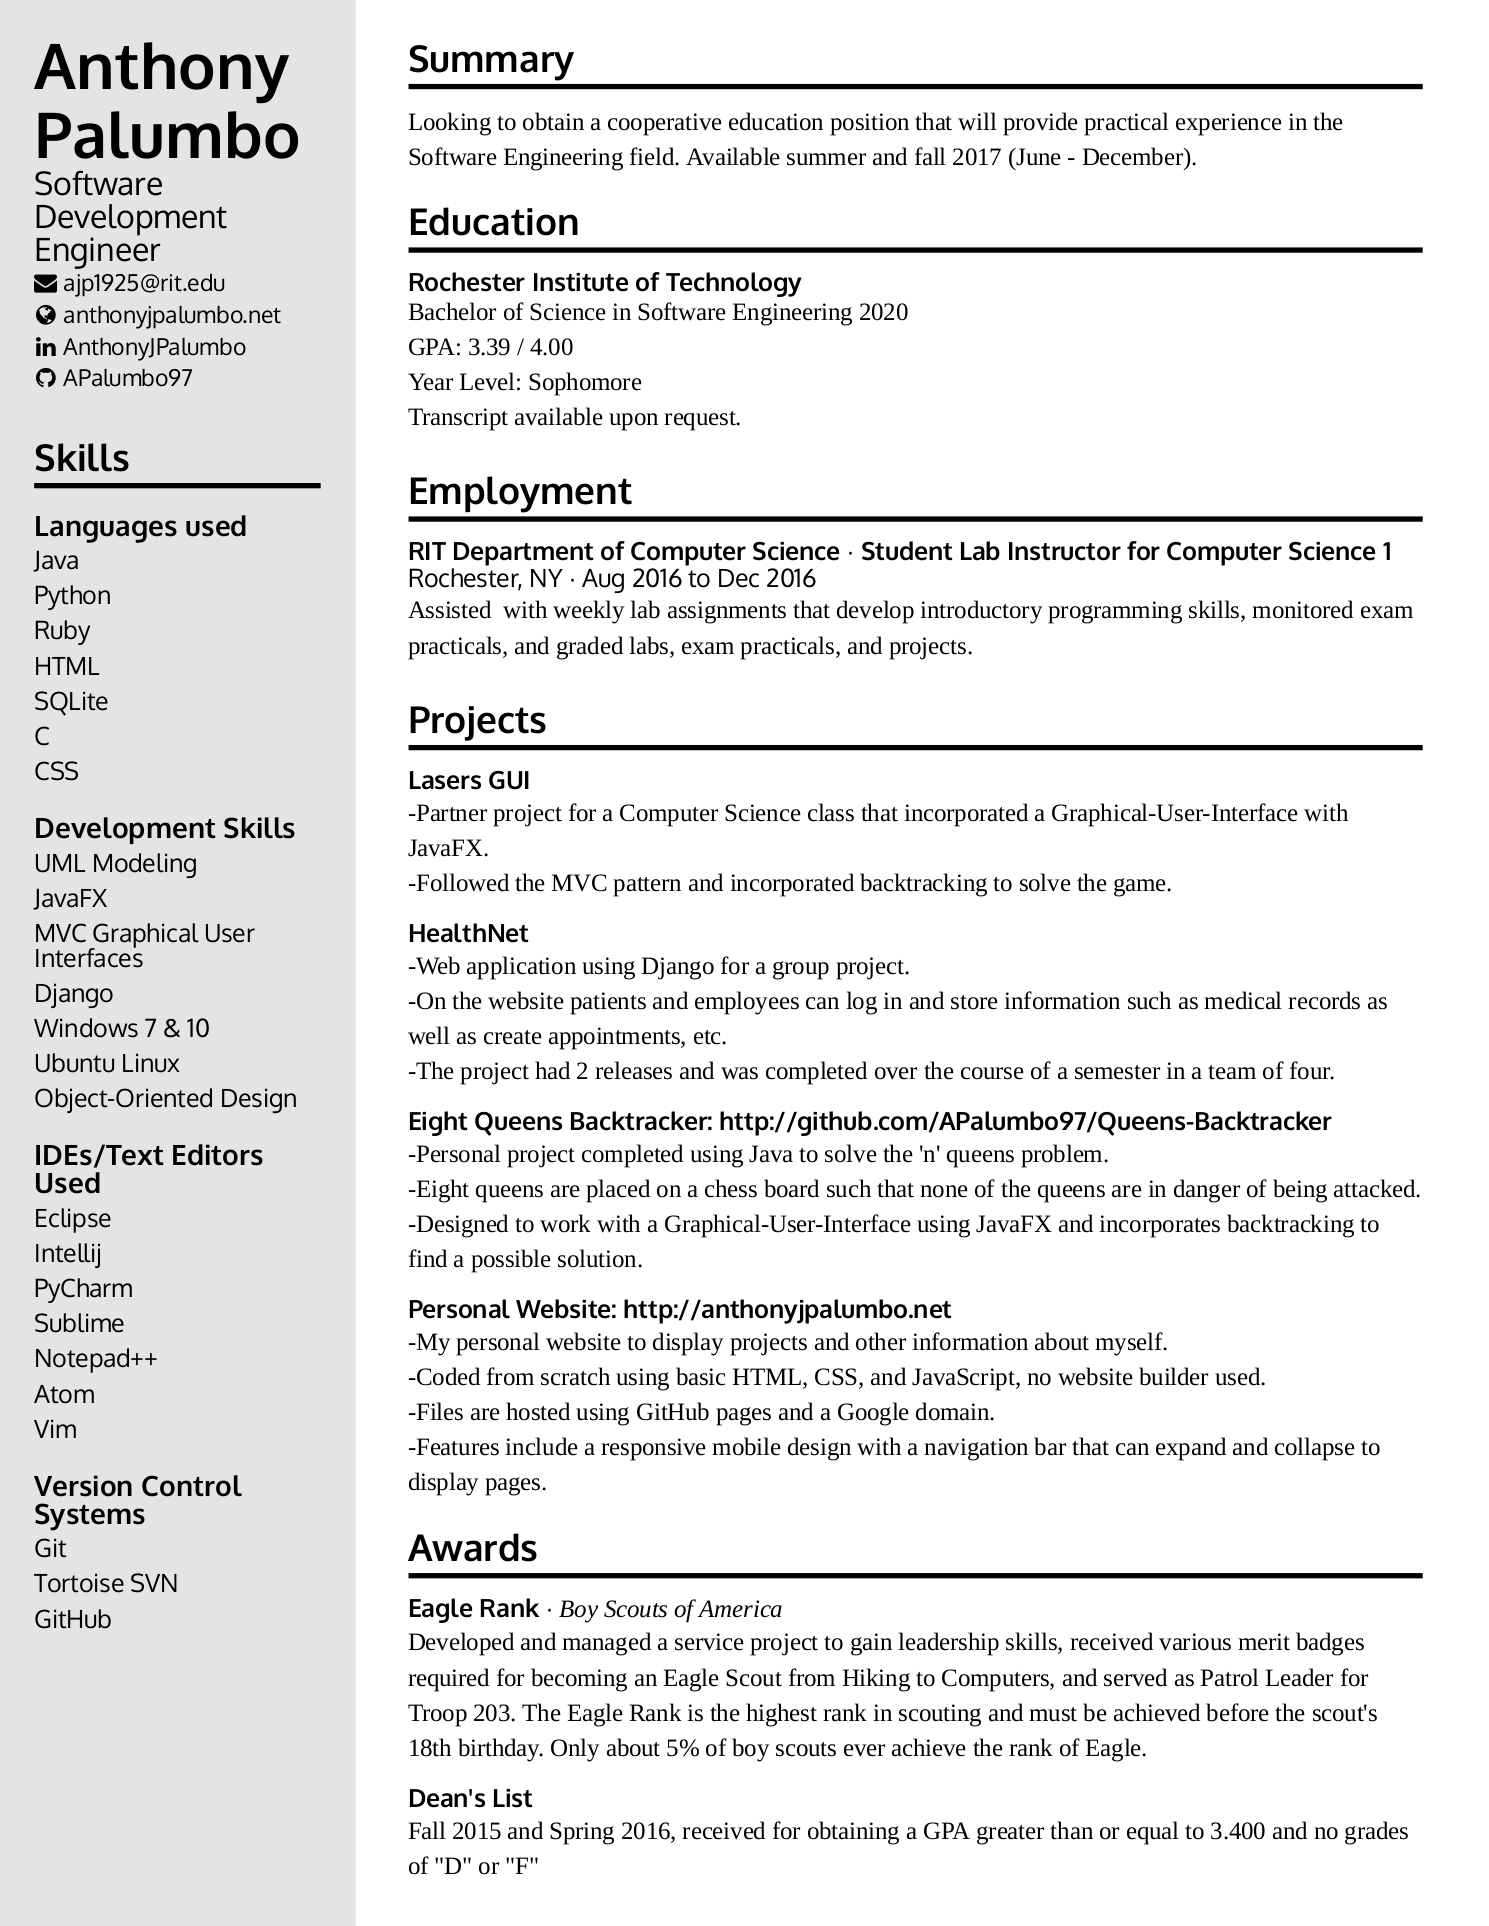 Anthony
Palumbo
Software
Development
Engineer
ajp1925@rit.edu
anthonyjpalumbo.net
AnthonyJPalumbo
APalumbo97
Skills
Languages used
Java
Python
Ruby
HTML
SQLite
C
CSS
Development Skills
UML Modeling
JavaFX
MVC Graphical User
Interfaces
Django
Windows 7 & 10
Ubuntu Linux
Object-Oriented Design
IDEs/Text Editors
Used
Eclipse
Intellij
PyCharm
Sublime
Notepad++
Atom
Vim
Version Control
Systems
Git
Tortoise SVN
GitHub
Summary
Looking to obtain a cooperative education position that will provide practical experience in the
Software Engineering field. Available summer and fall 2017 (June - December).
Education
Rochester Institute of Technology
Bachelor of Science in Software Engineering 2020
GPA: 3.39 / 4.00
Year Level: Sophomore
Transcript available upon request.
Employment
RIT Department of Computer Science · Student Lab Instructor for Computer Science 1
Rochester, NY · Aug 2016 to Dec 2016
Assisted  with weekly lab assignments that develop introductory programming skills, monitored exam
practicals, and graded labs, exam practicals, and projects.
Projects
Lasers GUI
-Partner project for a Computer Science class that incorporated a Graphical-User-Interface with
JavaFX.
-Followed the MVC pattern and incorporated backtracking to solve the game.
HealthNet
-Web application using Django for a group project.
-On the website patients and employees can log in and store information such as medical records as
well as create appointments, etc.
-The project had 2 releases and was completed over the course of a semester in a team of four.
Eight Queens Backtracker: http://github.com/APalumbo97/Queens-Backtracker
-Personal project completed using Java to solve the 'n' queens problem.
-Eight queens are placed on a chess board such that none of the queens are in danger of being attacked.
-Designed to work with a Graphical-User-Interface using JavaFX and incorporates backtracking to
find a possible solution.
Personal Website: http://anthonyjpalumbo.net
-My personal website to display projects and other information about myself.
-Coded from scratch using basic HTML, CSS, and JavaScript, no website builder used.
-Files are hosted using GitHub pages and a Google domain.
-Features include a responsive mobile design with a navigation bar that can expand and collapse to
display pages.
Awards
Eagle Rank · Boy Scouts of America
Developed and managed a service project to gain leadership skills, received various merit badges
required for becoming an Eagle Scout from Hiking to Computers, and served as Patrol Leader for
Troop 203. The Eagle Rank is the highest rank in scouting and must be achieved before the scout's
18th birthday. Only about 5% of boy scouts ever achieve the rank of Eagle.
Dean's List
Fall 2015 and Spring 2016, received for obtaining a GPA greater than or equal to 3.400 and no grades
of "D" or "F"